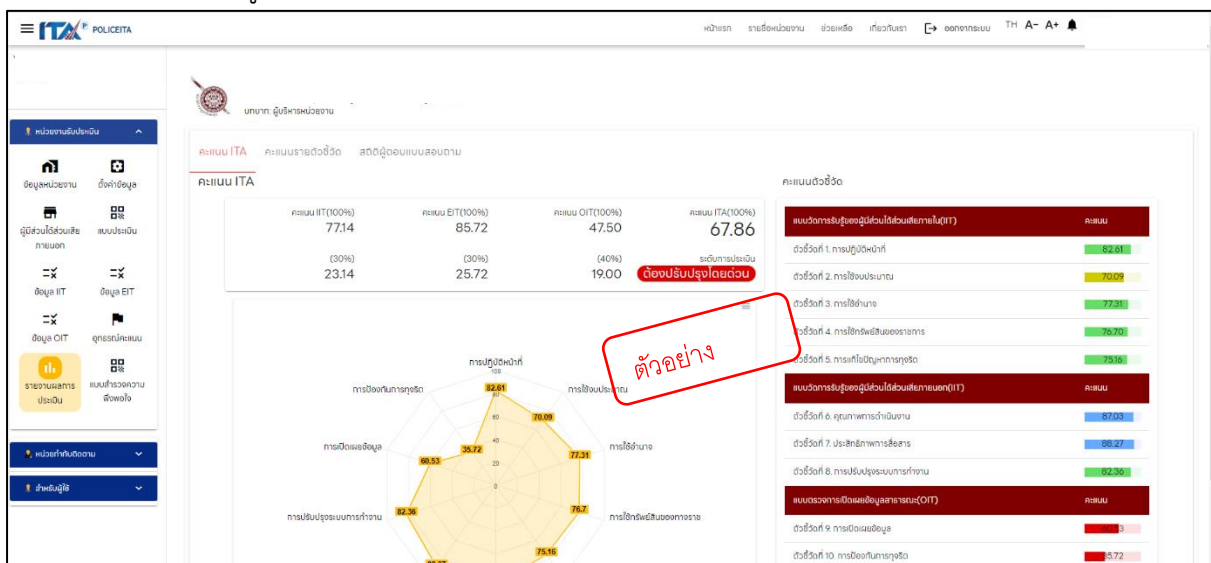 ITAP POLICEITA
หน้าแรก รายชื่อหน่วยงาน ช่วยเหลือ เกี่ยวกับเรา ออกจากระบบ TH A- A+
บทบาท: ผู้บริหารหน่วยงาน
หน่วยงานรับประเมิน
ข้อมูลหน่วยงาน ตั้งค่าข้อมูล
ผู้มีส่วนได้ส่วนเสียภายนอก แบบประเมิน
ข้อมูล IIT ข้อมูล EIT
ข้อมูล OIT อุทธรณ์คะแนน
รายงานผลการประเมิน แบบสำรวจความพึงพอใจ
หน่วยกำกับติดตาม
สำหรับผู้ใช้
คะแนน ITA คะแนนรายตัวชี้วัด สถิติผู้ตอบแบบสอบถาม
คะแนน ITA
คะแนน IIT(100%) คะแนน EIT(100%) คะแนน OIT(100%) คะแนน ITA(100%)
77.14 85.72 47.50 67.86
(30%) (30%) (40%) ระดับการประเมิน
23.14 25.72 19.00 ต้องปรับปรุงโดยด่วน
ตัวอย่าง
การปฏิบัติหน้าที่
100
การป้องกันการทุจริต 82.61 การใช้งบประมาณ
80
60 70.09
การเปิดเผยข้อมูล 35.72 40 การใช้อำนาจ
60.53 20 77.31
0
การปรับปรุงระบบการทำงาน 82.36 76.7 การใช้ทรัพย์สินของทางราช
75.16
คะแนนตัวชี้วัด
แบบวัดการรับรู้ของผู้มีส่วนได้ส่วนเสียภายใน(IIT) คะแนน
ตัวชี้วัดที่ 1. การปฏิบัติหน้าที่ 82.61
ตัวชี้วัดที่ 2. การใช้งบประมาณ 70.09
ตัวชี้วัดที่ 3. การใช้อำนาจ 77.31
ตัวชี้วัดที่ 4. การใช้ทรัพย์สินของราชการ 76.70
ตัวชี้วัดที่ 5. การแก้ไขปัญหาการทุจริต 75.16
แบบวัดการรับรู้ของผู้มีส่วนได้ส่วนเสียภายนอก(IIT) คะแนน
ตัวชี้วัดที่ 6. คุณภาพการดำเนินงาน 87.03
ตัวชี้วัดที่ 7. ประสิทธิภาพการสื่อสาร 88.27
ตัวชี้วัดที่ 8. การปรับปรุงระบบการทำงาน 82.36
แบบตรวจการเปิดเผยข้อมูลสาธารณะ(OIT) คะแนน
ตัวชี้วัดที่ 9. การเปิดเผยข้อมูล 60.53
ตัวชี้วัดที่ 10. การป้องกันการทุจริต 35.72